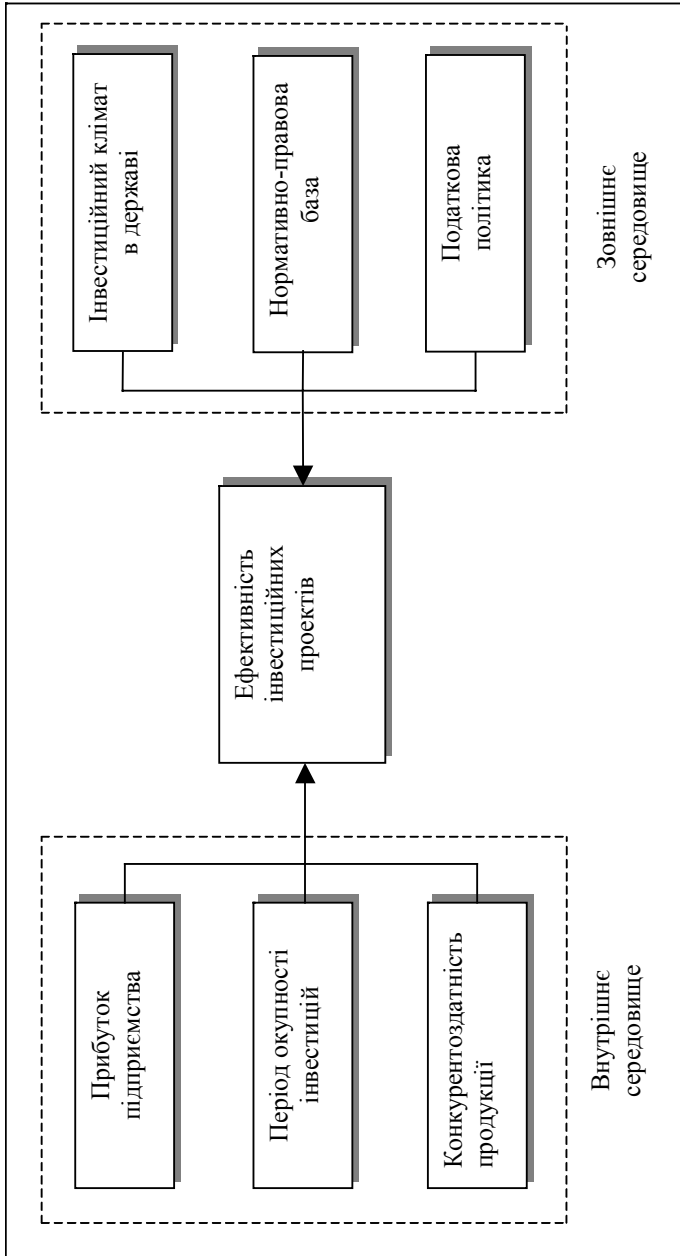 Прибуток
підприємства
Період окупності
інвестицій
Конкурентоздатність
продукції
Внутрішнє
середовище
Ефективність
інвестиційних
проектів
Інвестиційний клімат
в державі
Нормативно-правова
база
Податкова
політика
Зовнішнє
середовище